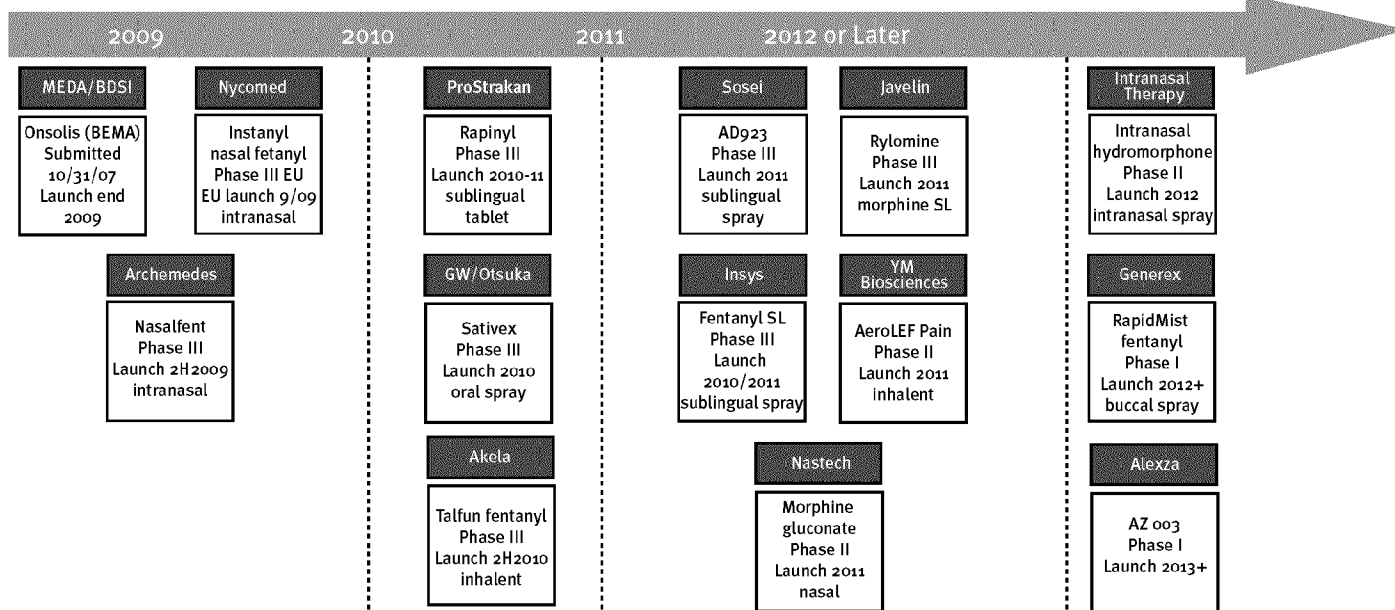 2009 2010 2011 2012 or Later
MEDA/BDSI
Onsolis (BEMA)
Submitted
10/31/07
Launch end
2009
Nycomed
Instanyl
nasal fetanyl
Phase III EU
EU launch 9/09
intranasal
Archemedes
Nasalfent
Phase III
Launch 2H2009
intranasal
ProStrakan
Rapinyl
Phase III
Launch 2010-11
sublingual
tablet
GW/Otsuka
Sativex
Phase III
Launch 2010
oral spray
Akela
Talfun fentanyl
Phase III
Launch 2H2010
inhalent
Sosei
AD923
Phase III
Launch 2011
sublingual
spray
Javelin
Rylomine
Phase III
Launch 2011
morphine SL
Insys
Fentanyl SL
Phase III
Launch
2010/2011
sublingual spray
YM
Biosciences
AeroLEF Pain
Phase II
Launch 2011
inhalent
Nastech
Morphine
gluconate
Phase II
Launch 2011
nasal
Intranasal
Therapy
Intranasal
hydromorphone
Phase II
Launch 2012
intranasal spray
Generex
RapidMist
fentanyl
Phase I
Launch 2012+
buccal spray
Alexza
AZ 003
Phase I
Launch 2013+